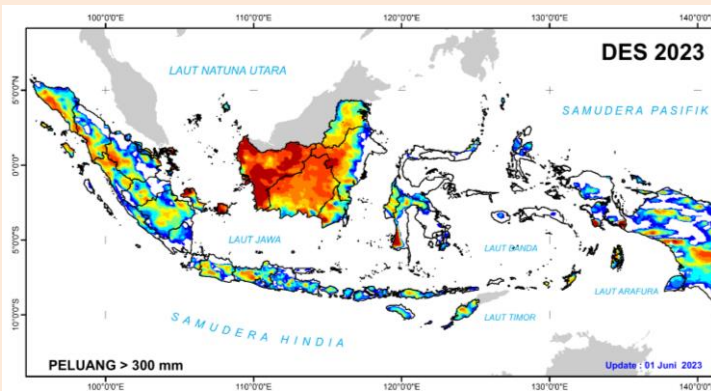 100°0'0"E 110°0'0"E 120°0'0"E 130°0'0"E 140°0'0"
DES 2023
LAUT NATUNA UTARA
SAMUDERA PASIFIK
5°0'0"N
0°0'0"
5°0'0"S
10°0'0"S
LAUT JAWA
LAUT BANDA
LAUT ARAFURA
LAUT TIMOR
SAMUDERA HINDIA
PELUANG > 300 mm
Update : 01 Juni 2023
100°0'0"E 110°0'0"E 120°0'0"E 130°0'0"E 140°0'0"